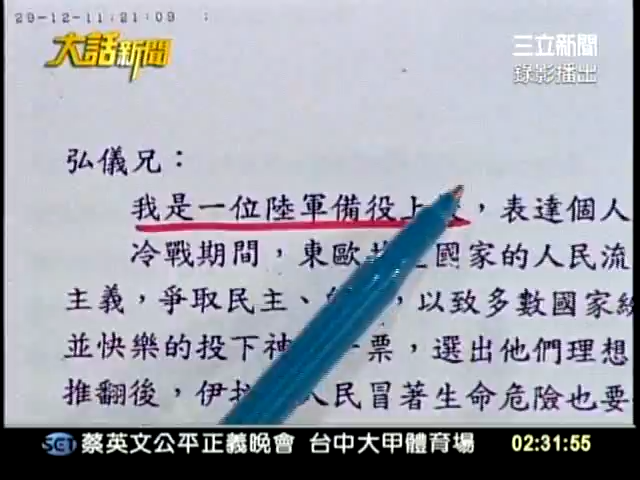 29-12-11;21:09 :
大話新聞
三立新聞
錄影播出
弘儀兄：
我是一位陸軍備役上，表達個人
冷戰期間，東歐 國家的人民流
主義，爭取民主、 ，以致多數國家紛
並快樂的投下神 一票，選出他們理想
推翻後，伊 人民冒著生命危險也要
SET 蔡英文公平正義晚會 台中大甲體育場 02:31:55